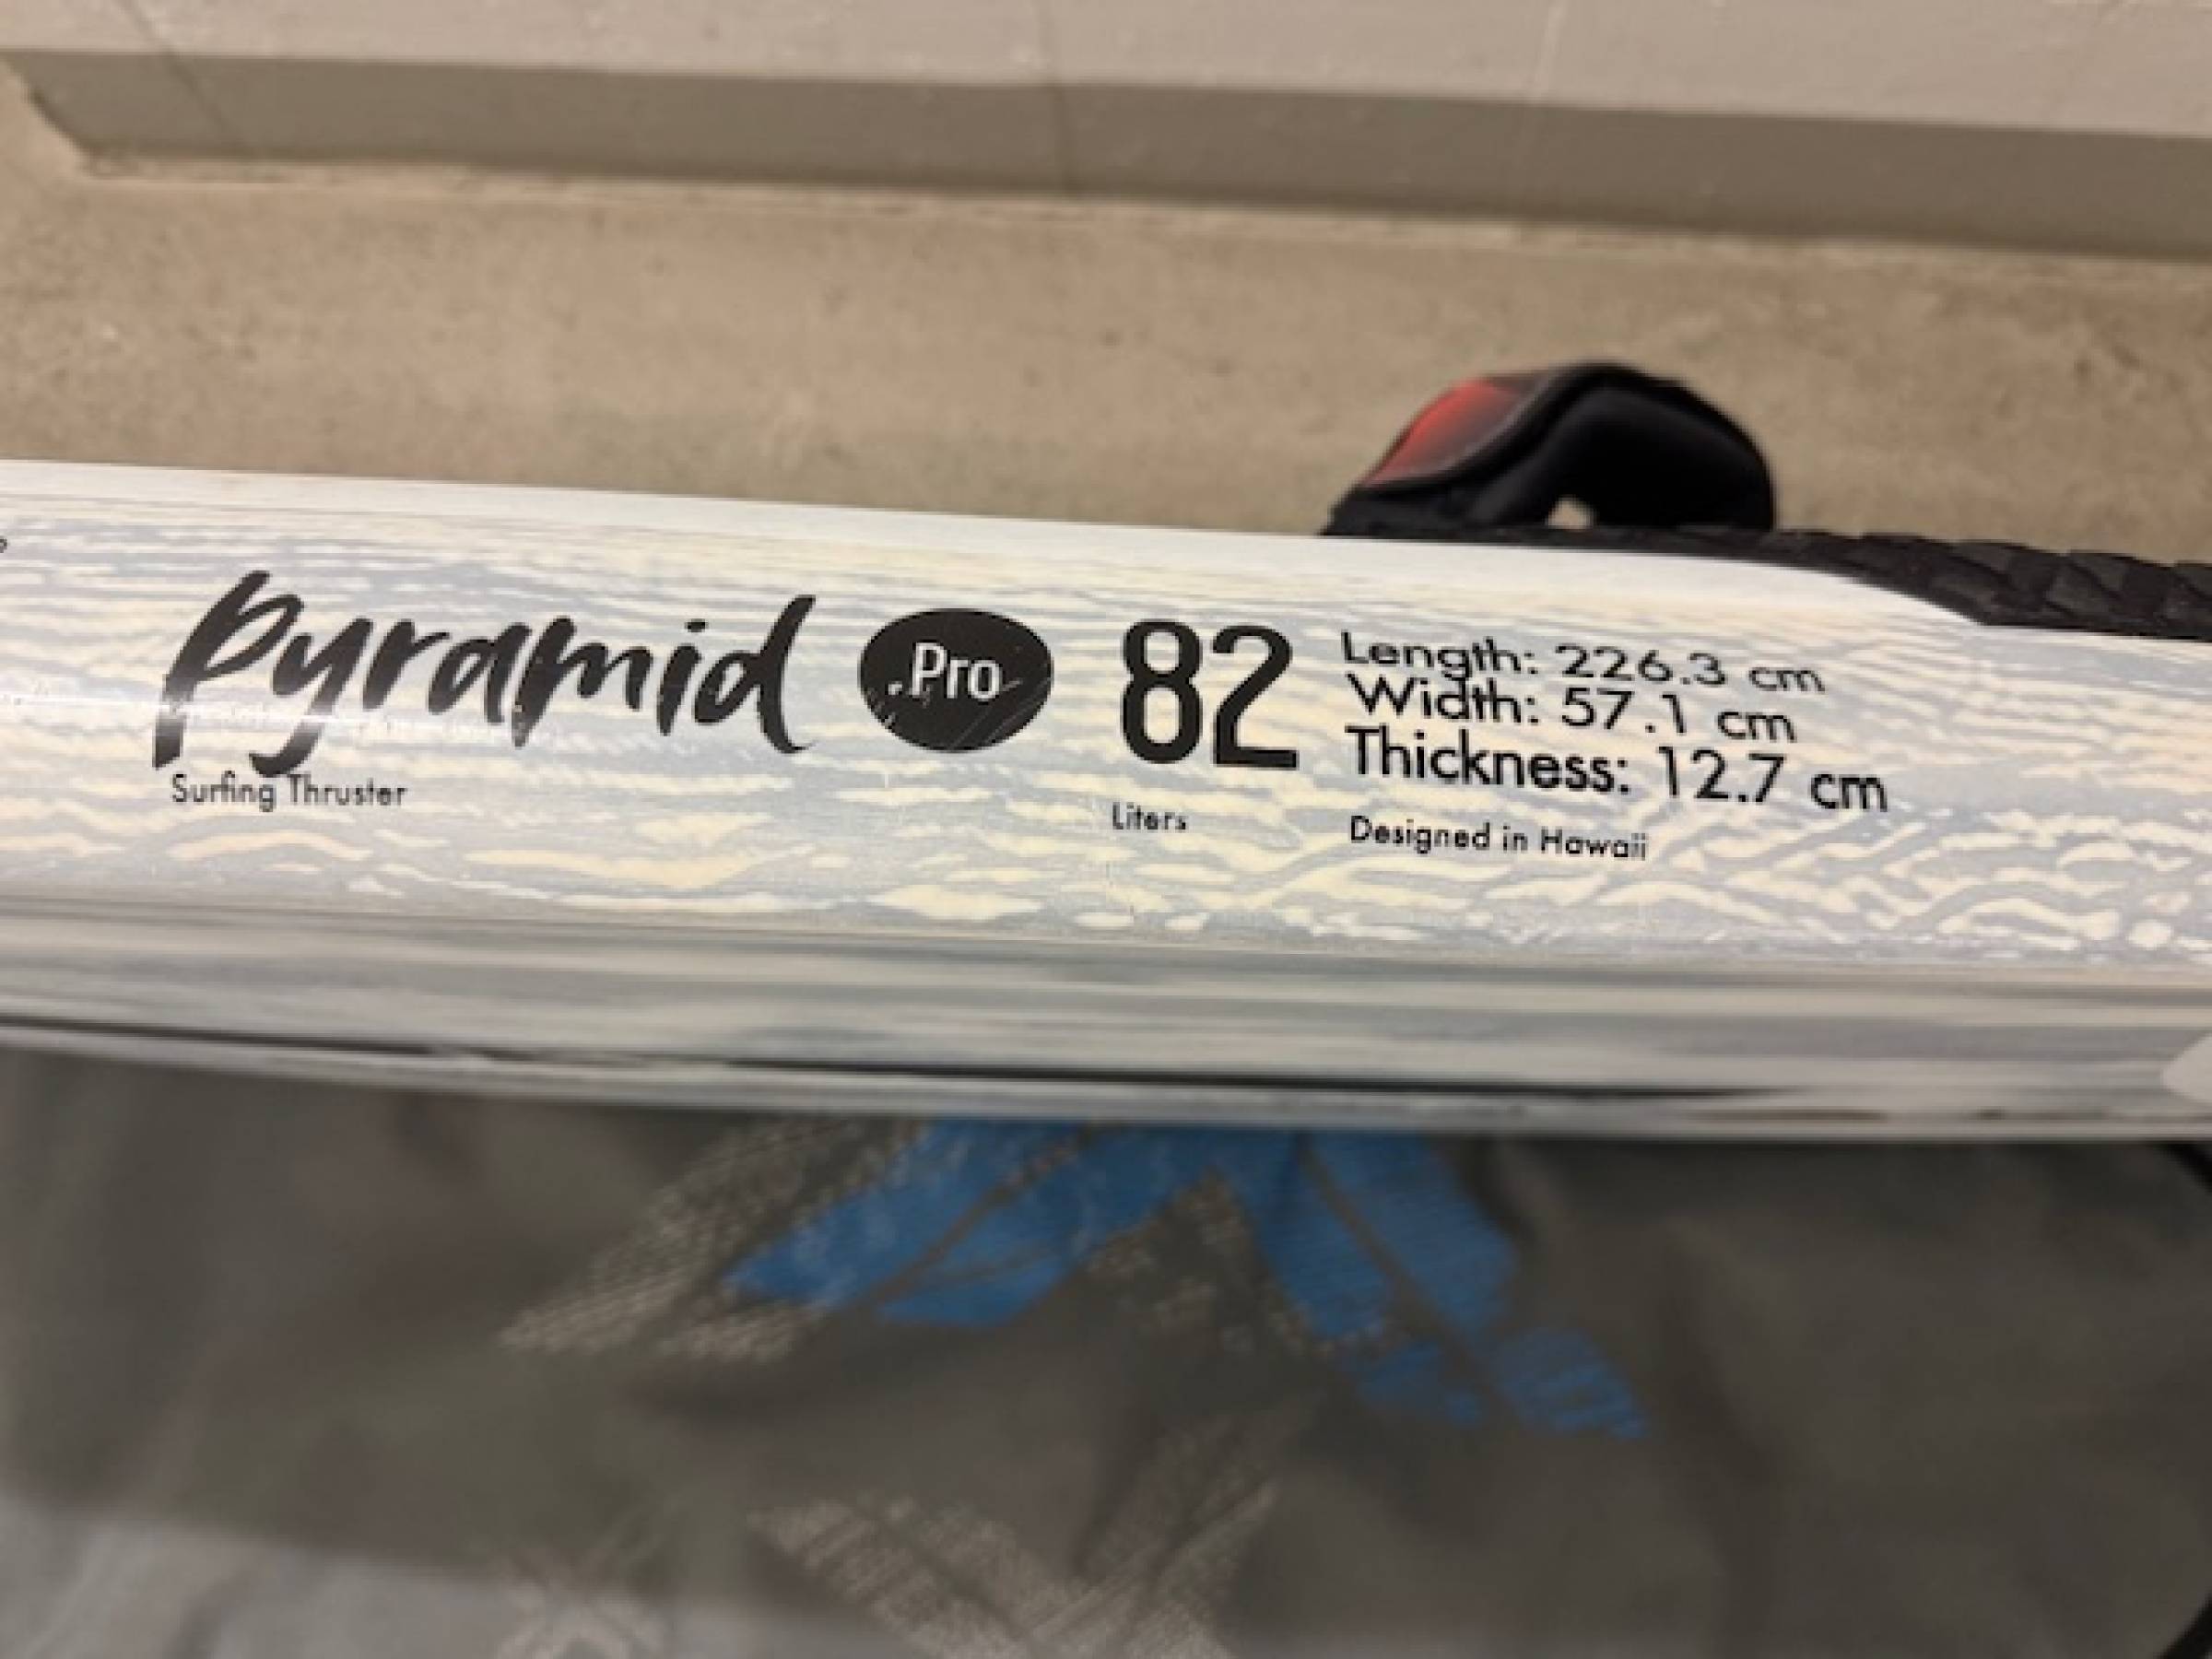 Pyramid .Pro 82
Surfing Thruster
Liters
Length: 226.3 cm
Width: 57.1 cm
Thickness: 12.7 cm
Designed in Hawaii